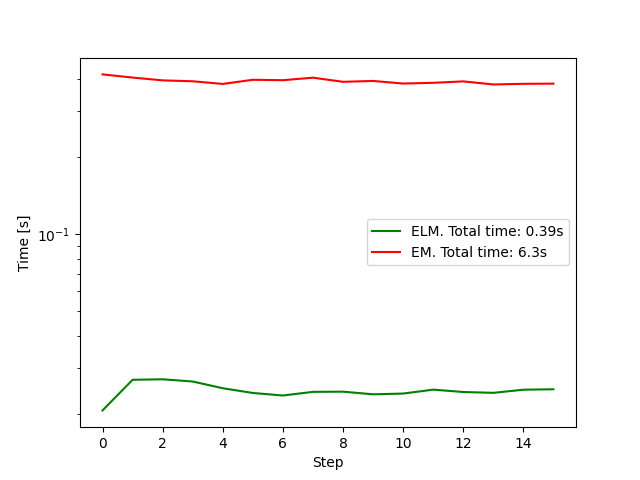 Time [s]
10⁻¹
ELM. Total time: 0.39s
EM. Total time: 6.3s
0 2 4 6 8 10 12 14
Step